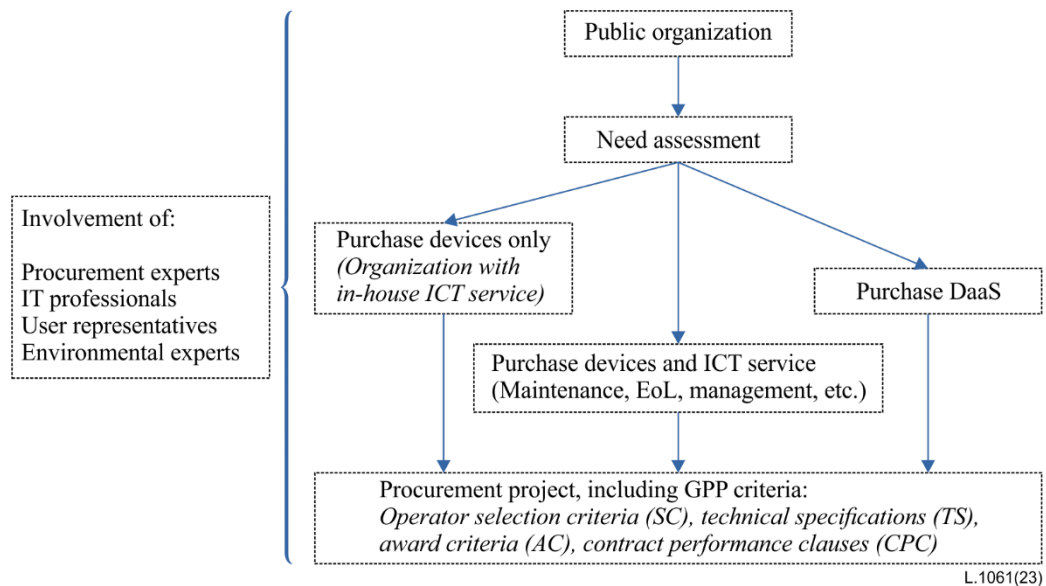 Public organization
Need assessment
Involvement of:
Procurement experts
IT professionals
User representatives
Environmental experts
Purchase devices only
(Organization with
in-house ICT service)
Purchase DaaS
Purchase devices and ICT service
(Maintenance, EoL, management, etc.)
Procurement project, including GPP criteria:
Operator selection criteria (SC), technical specifications (TS),
award criteria (AC), contract performance clauses (CPC)
L.1061(23)